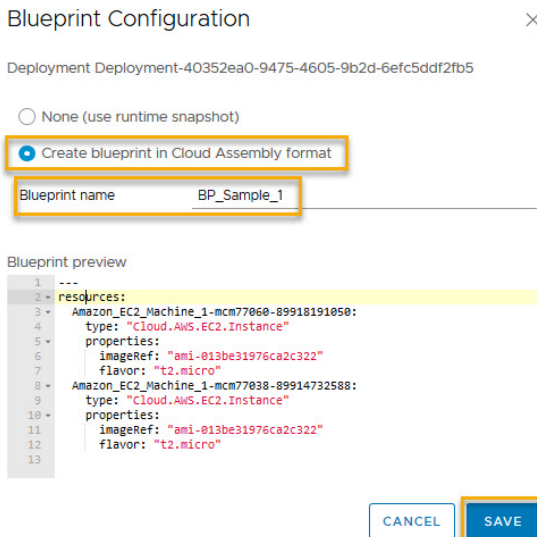 Blueprint Configuration
Deployment Deployment-40352ea0-9475-4605-9b2d-6efc5ddf2fb5
None (use runtime snapshot)
Create blueprint in Cloud Assembly format
Blueprint name BP_Sample_1
Blueprint preview
1 ---
2 resources:
3 Amazon_EC2_Machine_1-mcm77060-89918191050:
4 type: "Cloud.AWS.EC2.Instance"
5 properties:
6 imageRef: "ami-013be31976ca2c322"
7 flavor: "t2.micro"
8 Amazon_EC2_Machine_1-mcm77038-89914732588:
9 type: "Cloud.AWS.EC2.Instance"
10 properties:
11 imageRef: "ami-013be31976ca2c322"
12 flavor: "t2.micro"
13
CANCEL SAVE